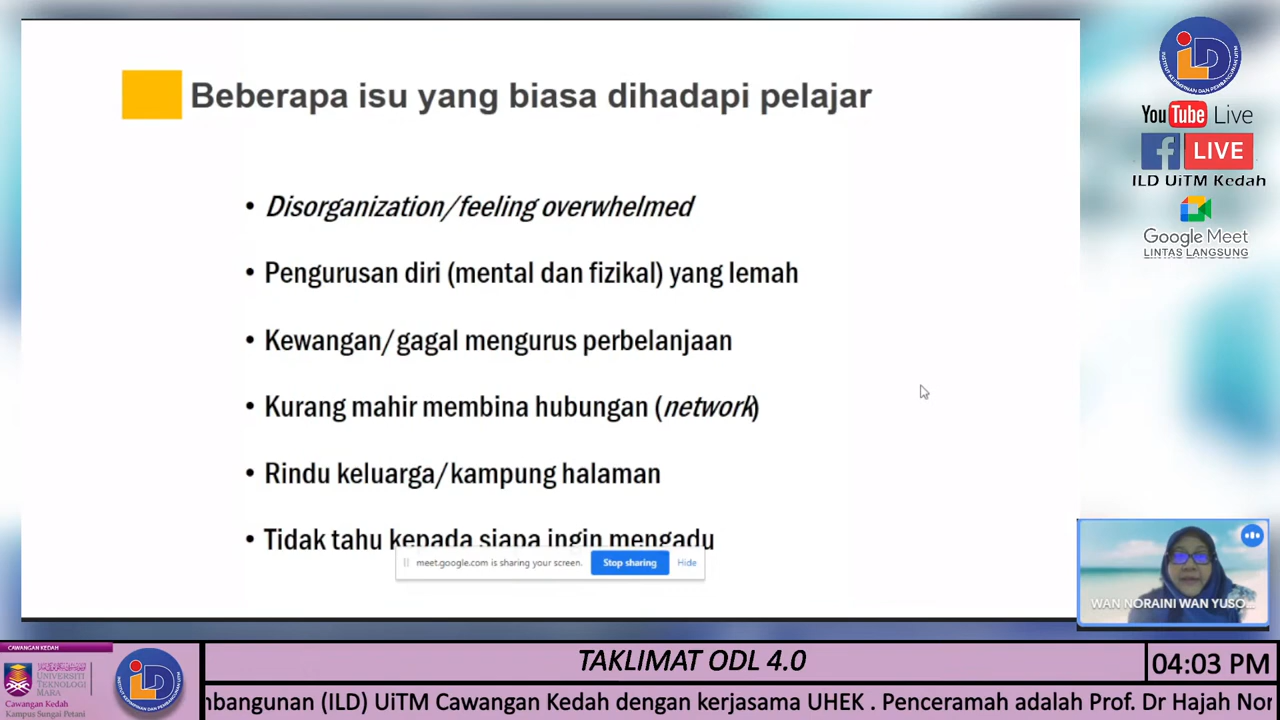 Beberapa isu yang biasa dihadapi pelajar
• Disorganization/feeling overwhelmed
• Pengurusan diri (mental dan fizikal) yang lemah
• Kewangan/gagal mengurus perbelanjaan
• Kurang mahir membina hubungan (network)
• Rindu keluarga/kampung halaman
• Tidak tahu kepada siapa ingin mengadu
meet.google.com is sharing your screen. Stop sharing Hide
YouTube Live
LIVE
ILD UiTM Kedah
Google Meet
LINTAS LANGSUNG
WAN NORAINI WAN YUSO...
CAWANGAN KEDAH
UNIVERSITI
TEKNOLOGI
MARA
Cawangan Kedah
Kampus Sungai Petani
TAKLIMAT ODL 4.0
04:03 PM
mbangunan (ILD) UiTM Cawangan Kedah dengan kerjasama UHEK . Penceramah adalah Prof. Dr Hajah Nor